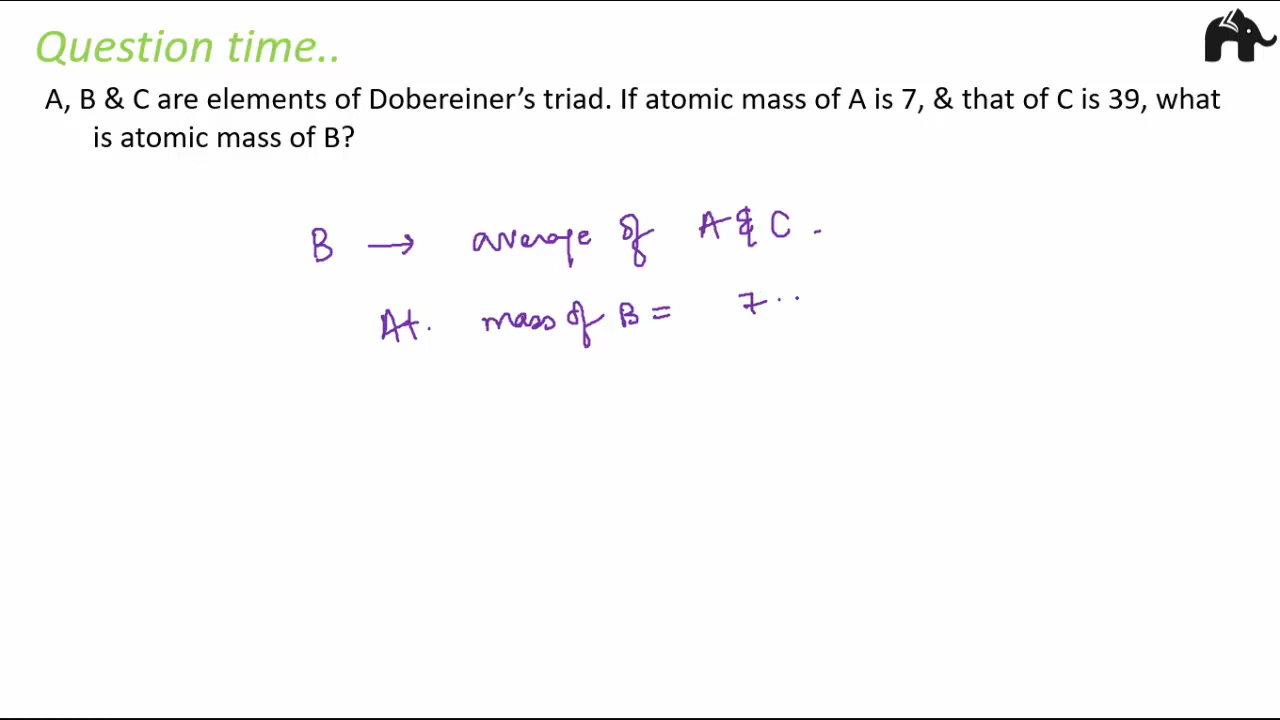 Question time..
A, B & C are elements of Dobereiner’s triad. If atomic mass of A is 7, & that of C is 39, what
is atomic mass of B?
B → average of A & C .
At. mass of B = 7 . .